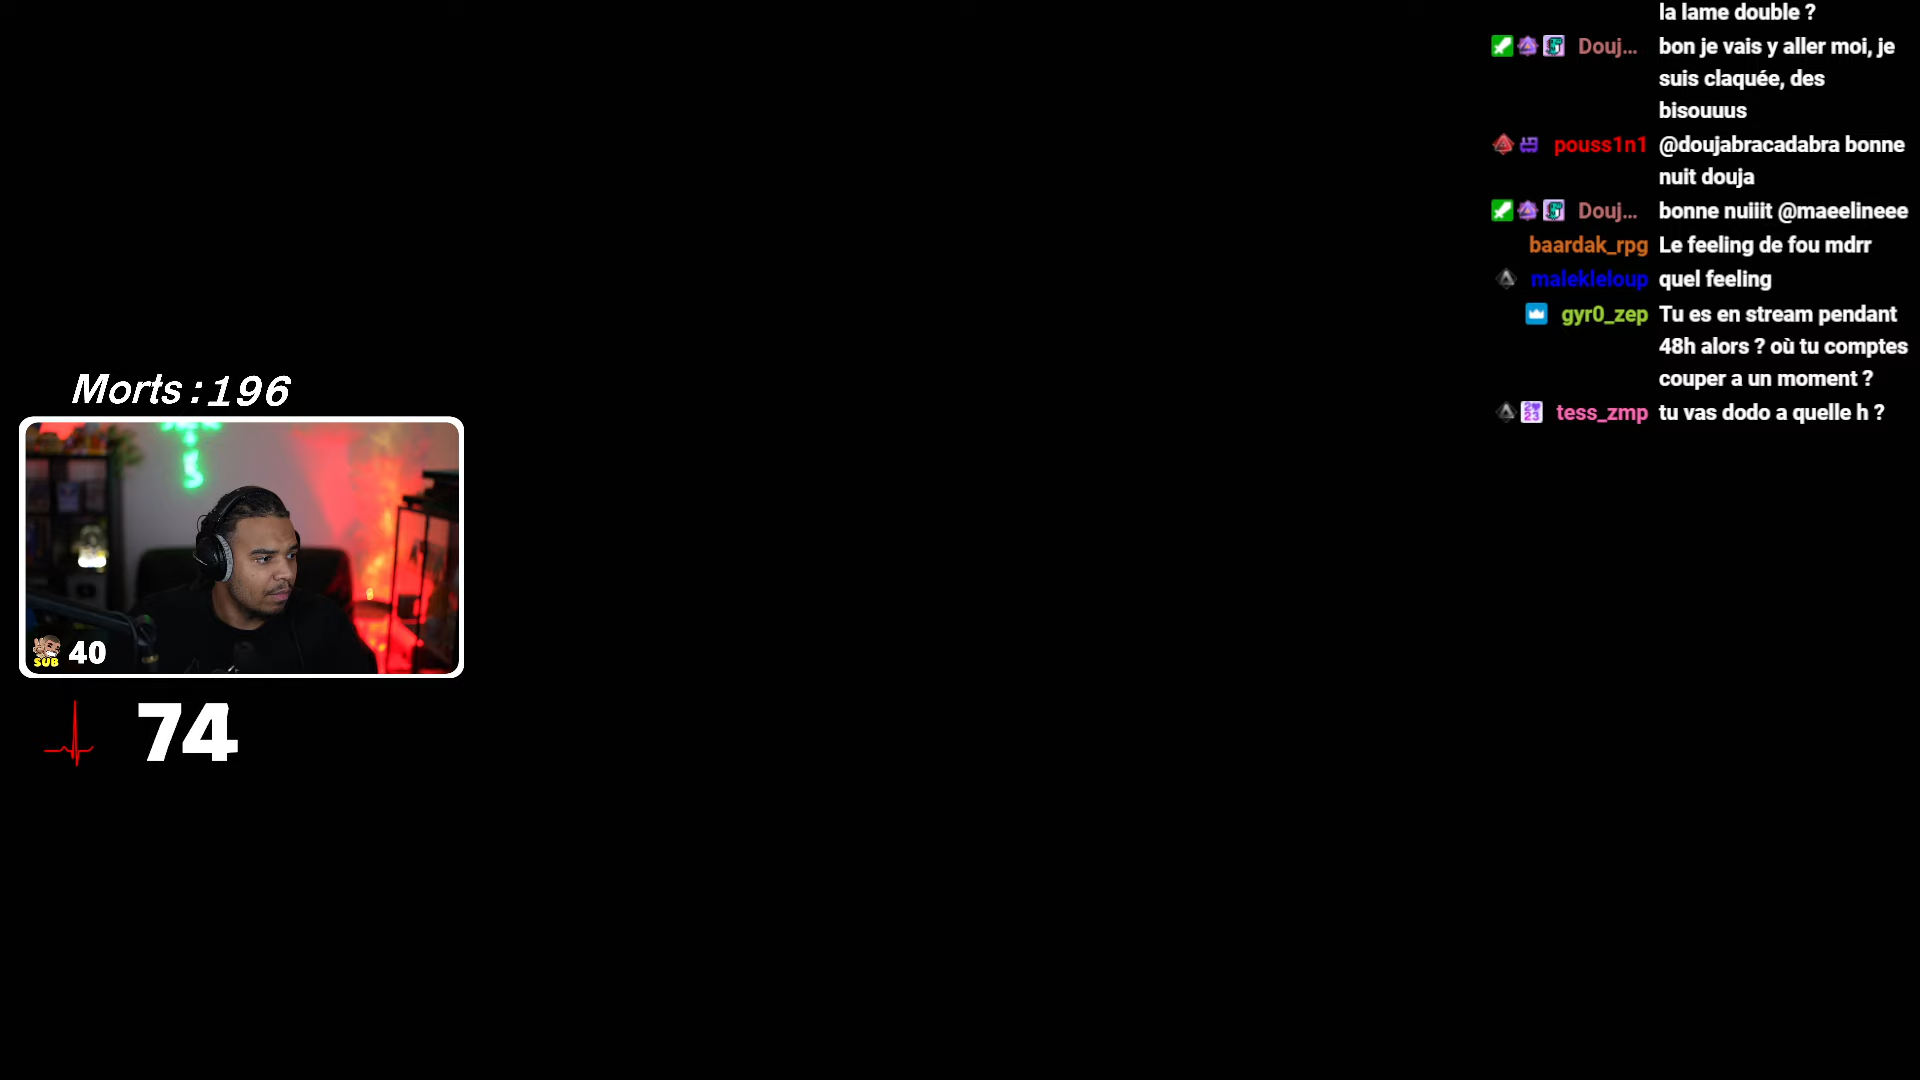 la lame double ?
Douj... bon je vais y aller moi, je
suis claquée, des
bisouuus
pouss1n1 @doujabracadabra bonne
nuit douja
Douj... bonne nuiiit @maeelineee
baardak_rpg Le feeling de fou mdrr
malekleloup quel feeling
gyr0_zep Tu es en stream pendant
48h alors ? où tu comptes
couper a un moment ?
tess_zmp tu vas dodo a quelle h ?
Morts :196
SUB 40
74